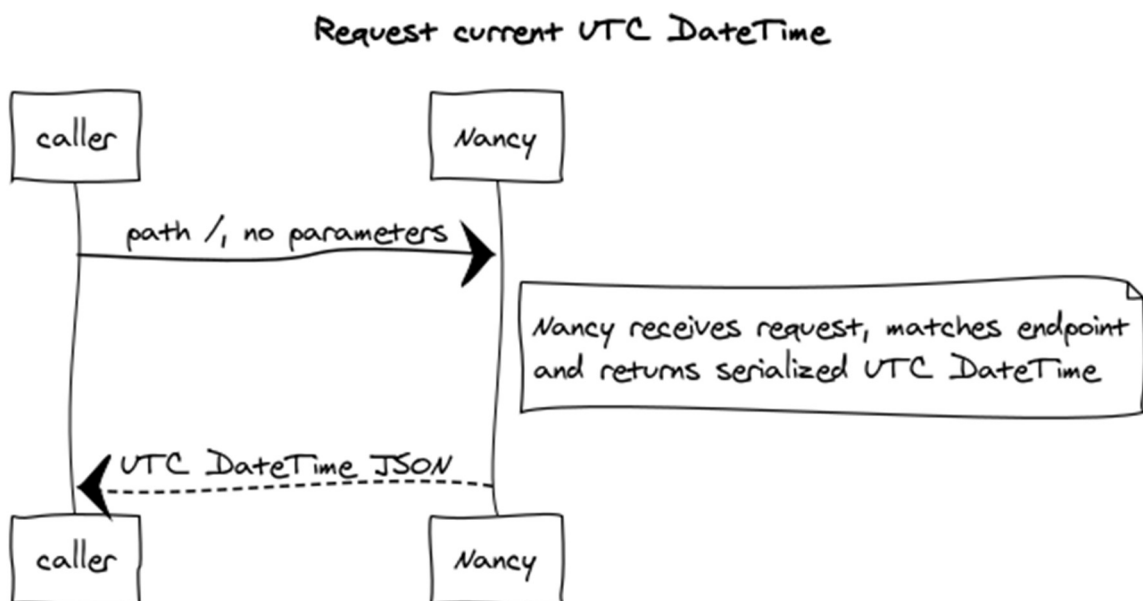 Request current UTC DateTime
caller
Nancy
path /, no parameters
Nancy receives request, matches endpoint
and returns serialized UTC DateTime
UTC DateTime JSON
caller
Nancy